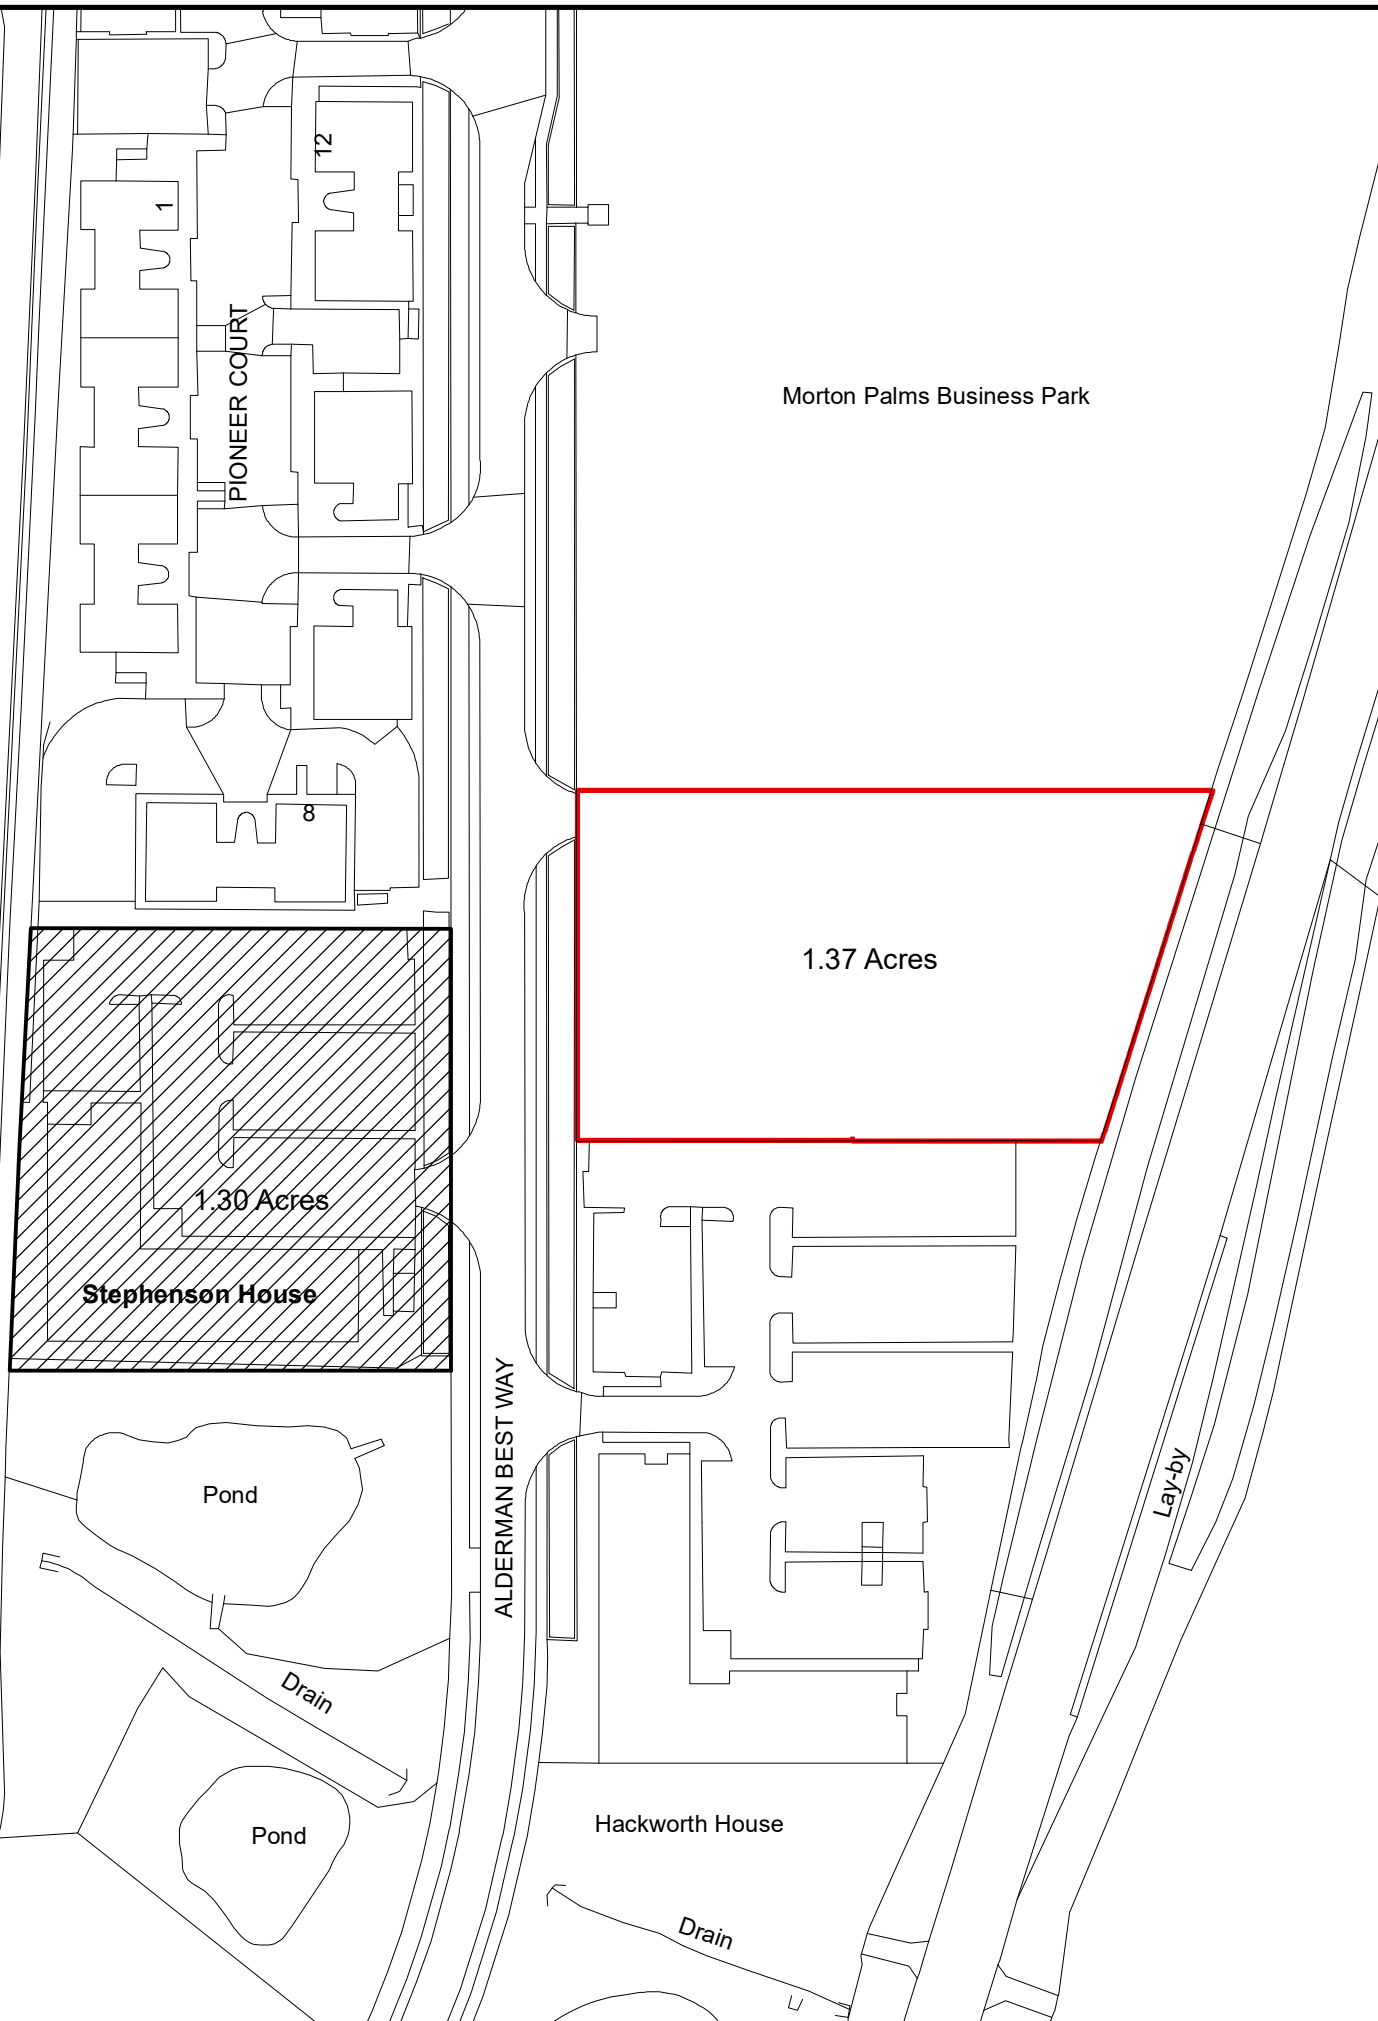 12
1
PIONEER COURT
Morton Palms Business Park
8
1.37 Acres
1.30 Acres
Stephenson House
ALDERMAN BEST WAY
Pond
Lay-by
Drain
Pond
Hackworth House
Drain